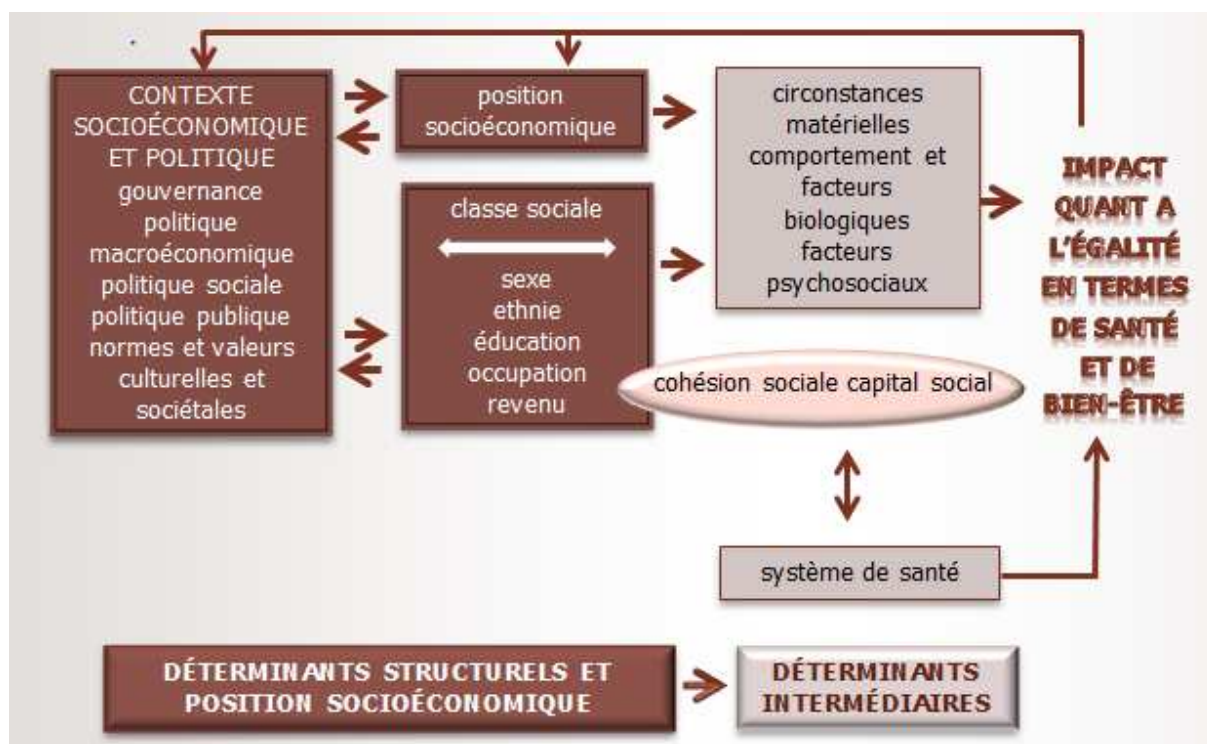 CONTEXTE
SOCIOÉCONOMIQUE
ET POLITIQUE
gouvernance
politique
macroéconomique
politique sociale
politique publique
normes et valeurs
culturelles et
sociétales
position
socioéconomique
classe sociale
sexe
ethnie
éducation
occupation
revenu
circonstances
matérielles
comportement et
facteurs
biologiques
facteurs
psychosociaux
cohésion sociale capital social
système de santé
IMPACT
QUANT A
L'ÉGALITÉ
EN TERMES
DE SANTÉ
ET DE
BIEN-ÊTRE
DÉTERMINANTS STRUCTURELS ET
POSITION SOCIOÉCONOMIQUE
DÉTERMINANTS
INTERMÉDIAIRES